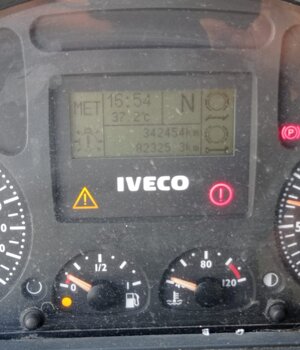 MET 16:54 N
37.2°C
342454km
82325.3km
IVECO
0 1/2
80 120
P